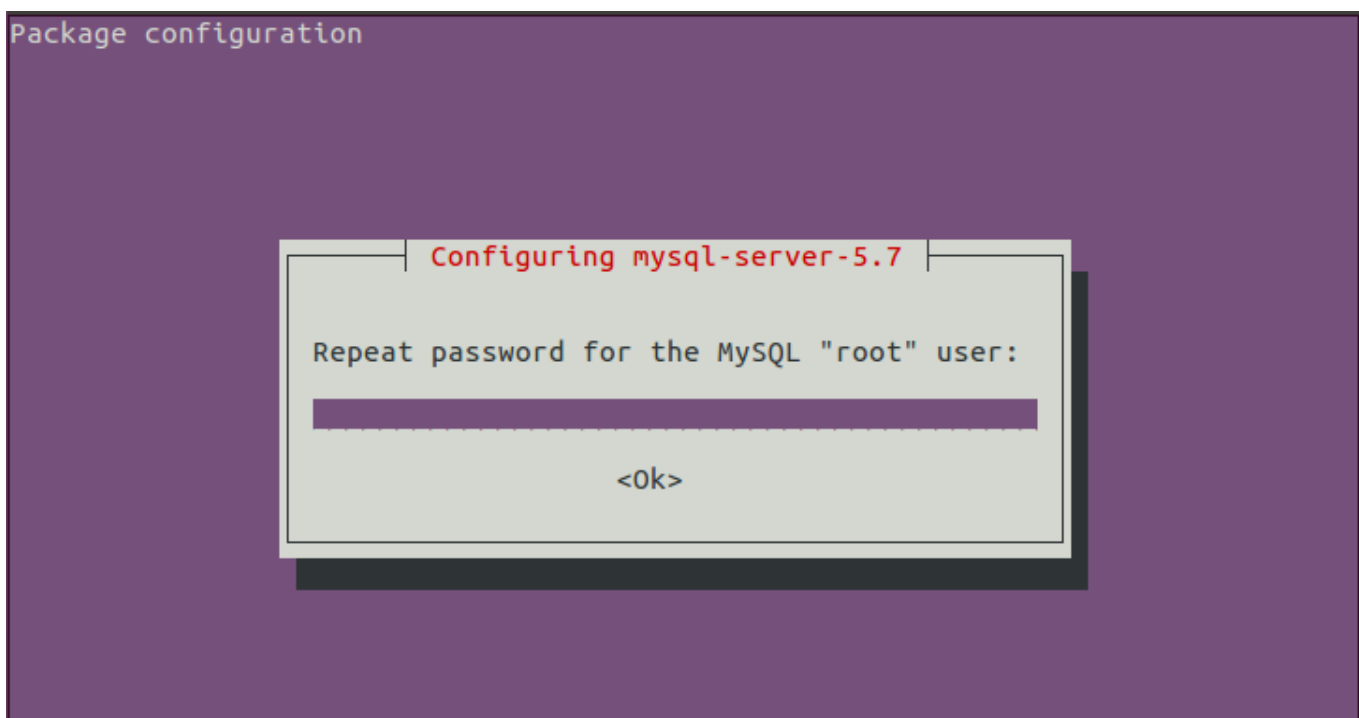 Package configuration
Configuring mysql-server-5.7
Repeat password for the MySQL "root" user:
<Ok>